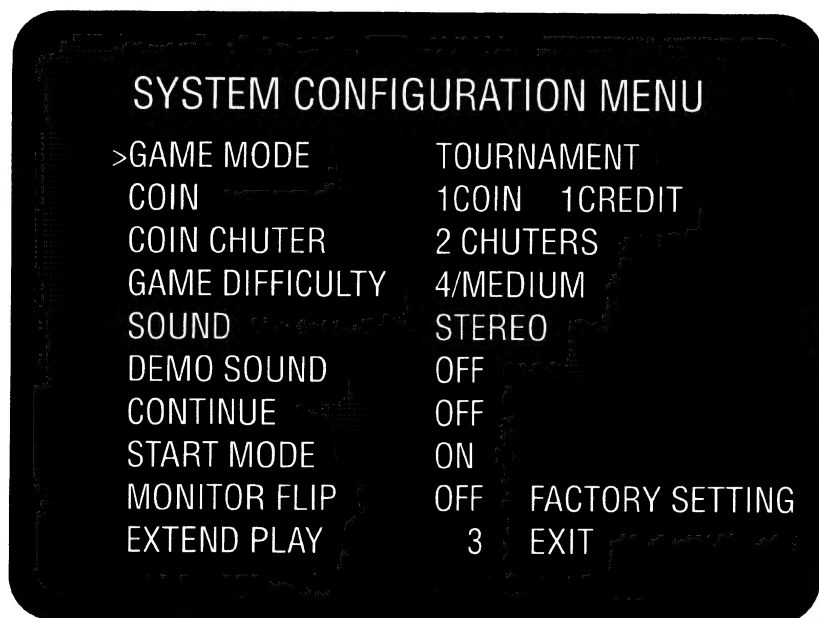 SYSTEM CONFIGURATION MENU
>GAME MODE TOURNAMENT
COIN 1COIN 1CREDIT
COIN CHUTER 2 CHUTERS
GAME DIFFICULTY 4/MEDIUM
SOUND STEREO
DEMO SOUND OFF
CONTINUE OFF
START MODE ON
MONITOR FLIP OFF FACTORY SETTING
EXTEND PLAY 3 EXIT